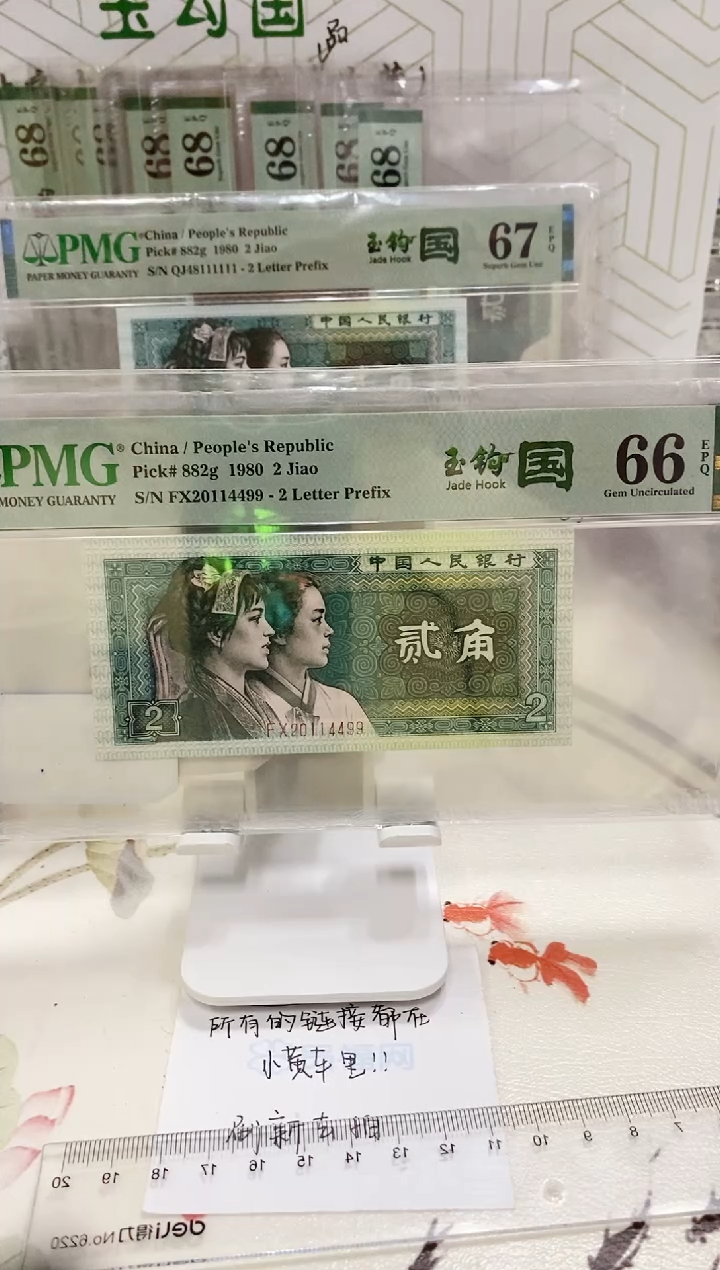 玉勾国
品
68
68
68
68
68
68
PMG
PAPER MONEY GUARANTY
China / People's Republic
Pick# 882g 1980 2 Jiao
S/N QJ48111111 - 2 Letter Prefix
玉钩国
Jade Hook
67
Superb Gem Unc
EPQ
中国人民银行
PMG®
MONEY GUARANTY
China / People's Republic
Pick# 882g 1980 2 Jiao
S/N FX20114499 - 2 Letter Prefix
玉钩国
Jade Hook
66
Gem Uncirculated
EPQ
中国人民银行
贰角
2
2
FX20114499
所有的链接都在
小黄车里!!
20 19 18 17 16 15 14 13 12 11 10 9 8 7
deli得力 No.6220